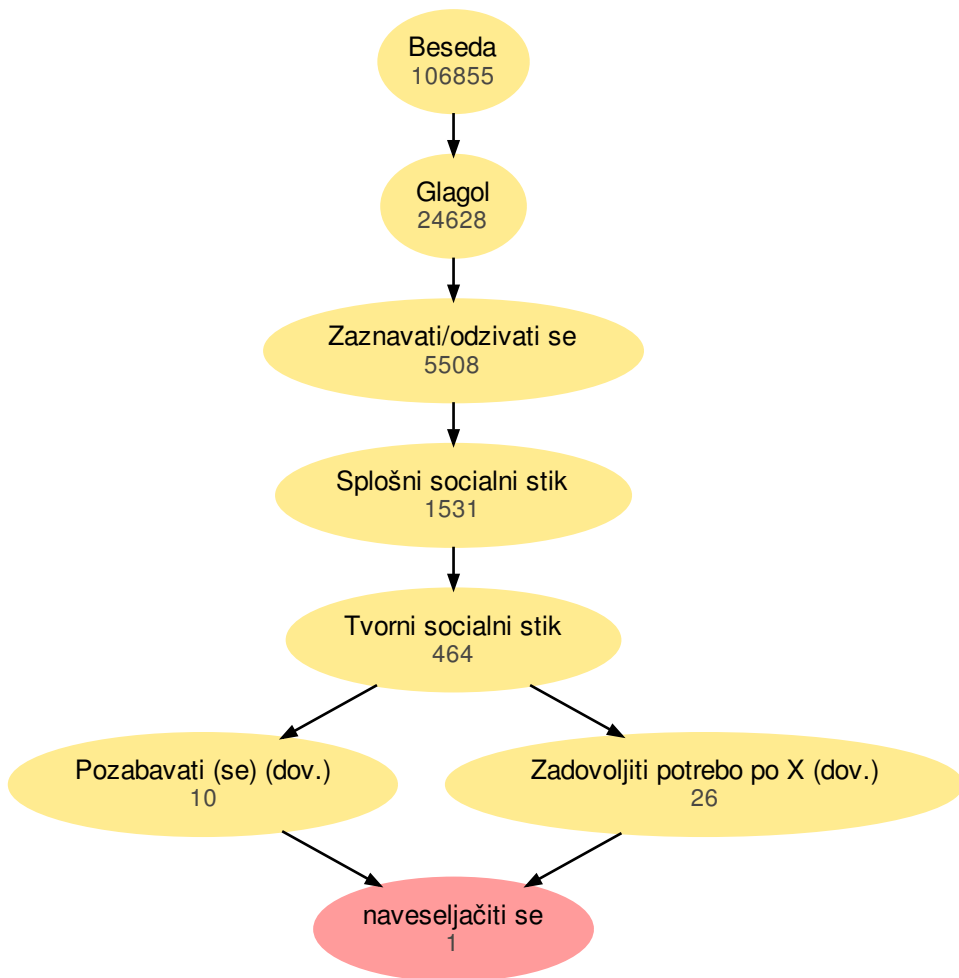 Beseda
106855
Glagol
24628
Zaznavati/odzivati se
5508
Splošni socialni stik
1531
Tvorni socialni stik
464
Pozabavati (se) (dov.)
10
Zadovoljiti potrebo po X (dov.)
26
naveseljačiti se
1